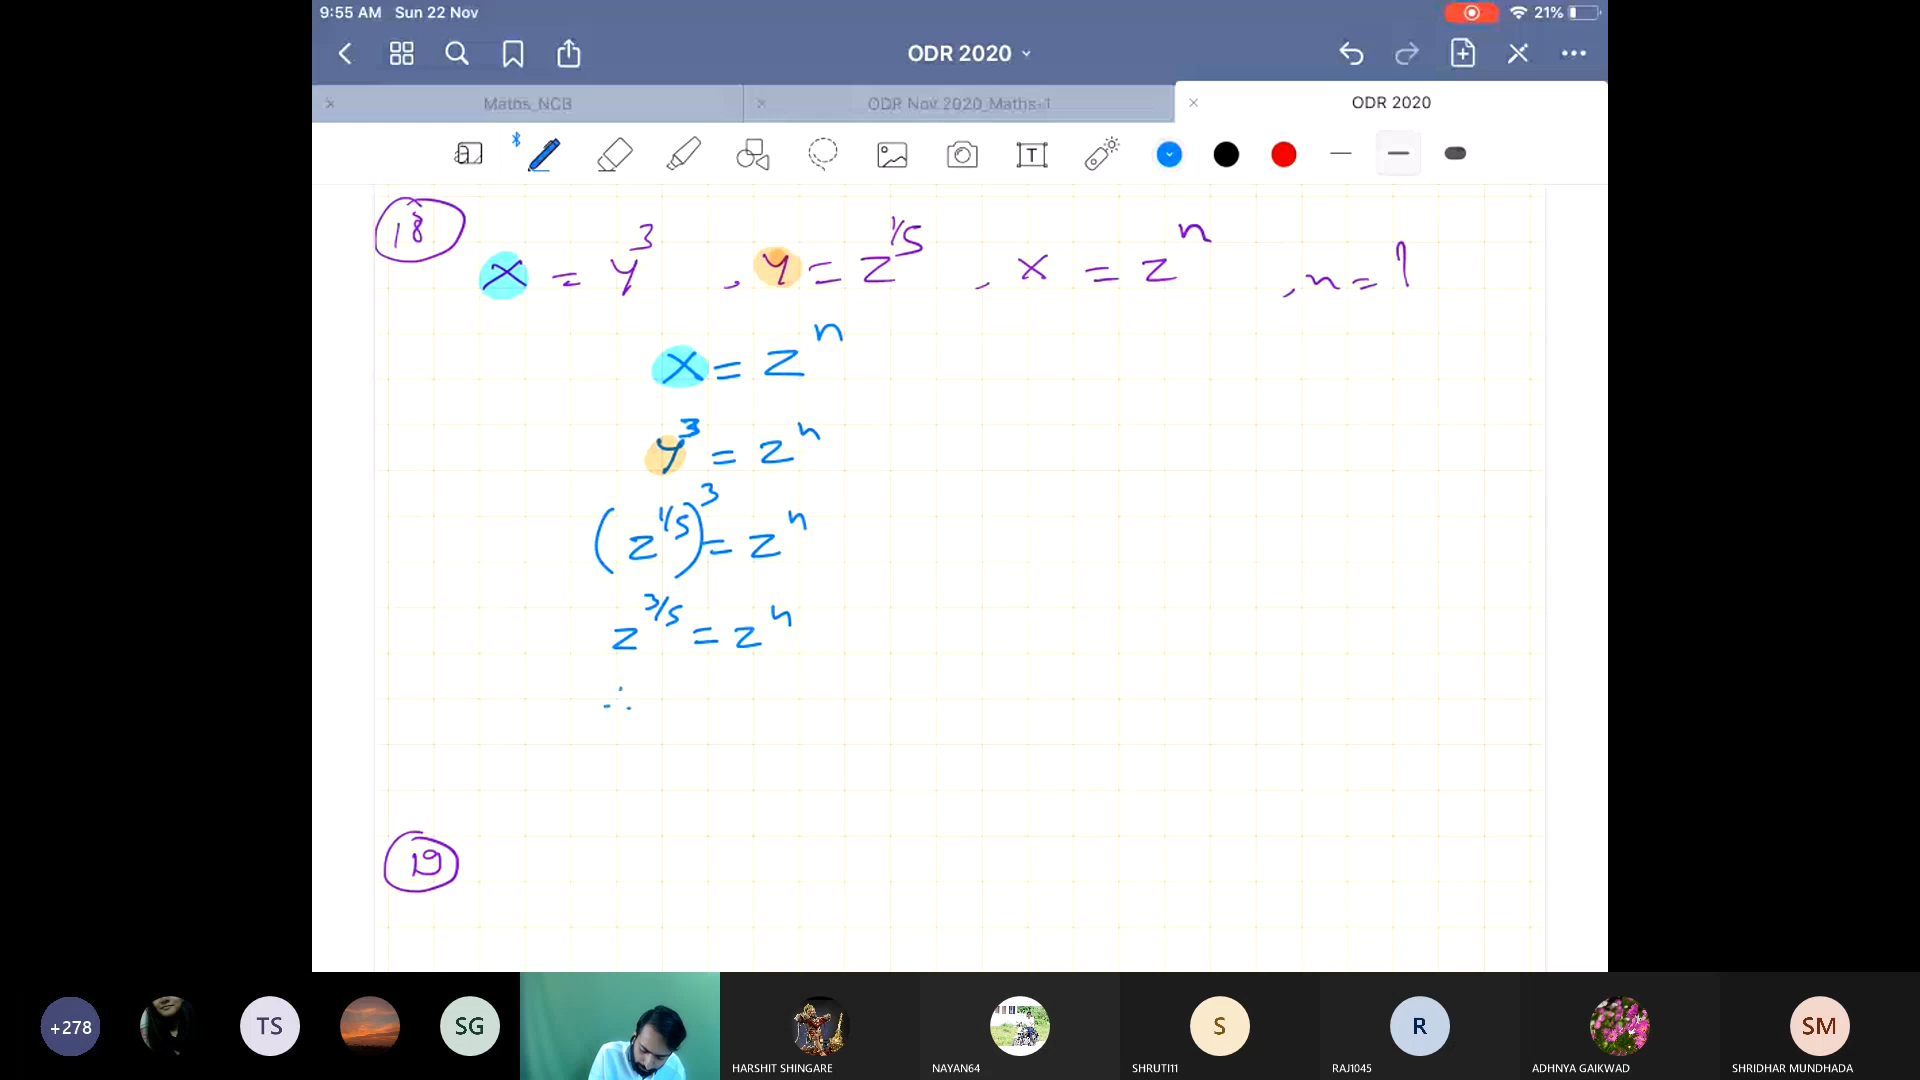 9:55 AM Sun 22 Nov
21%
ODR 2020
Maths_NCB
ODR Nov 2020_Maths-1
ODR 2020
T
18
x = y^3 , y = z^{1/5} , x = z^n , n = ?
x = z^n
y^3 = z^n
(z^{1/5})^3 = z^n
z^{3/5} = z^n
∴
19
+278
TS
SG
S
R
SM
HARSHIT SHINGARE
NAYAN64
SHRUTI11
RAJ1045
ADHNYA GAIKWAD
SHRIDHAR MUNDHADA